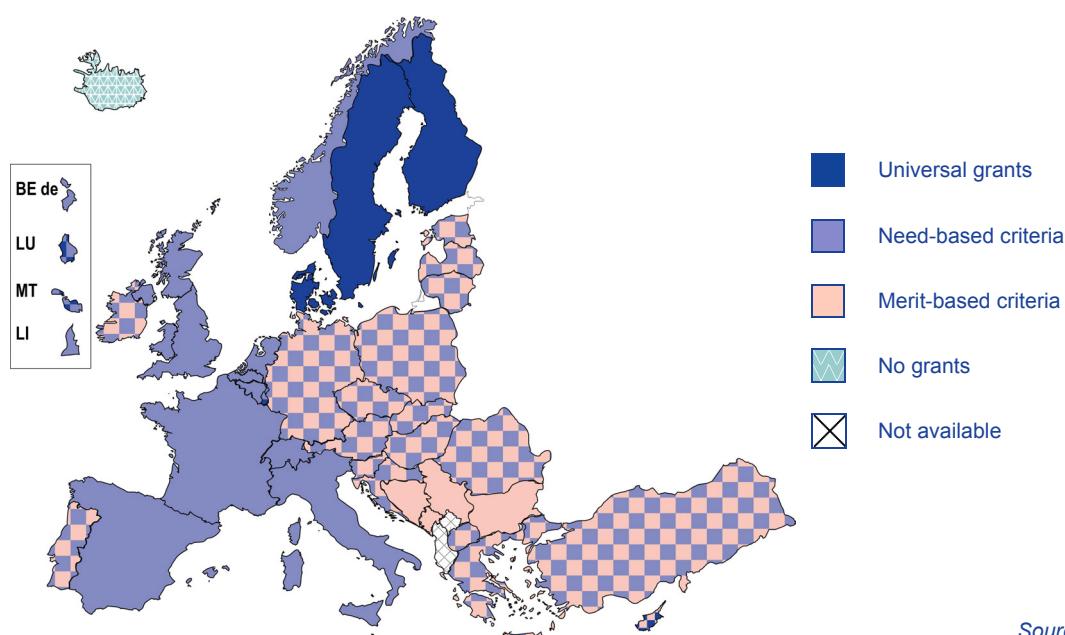 BE de
LU
MT
LI
Universal grants
Need-based criteria
Merit-based criteria
No grants
Not available